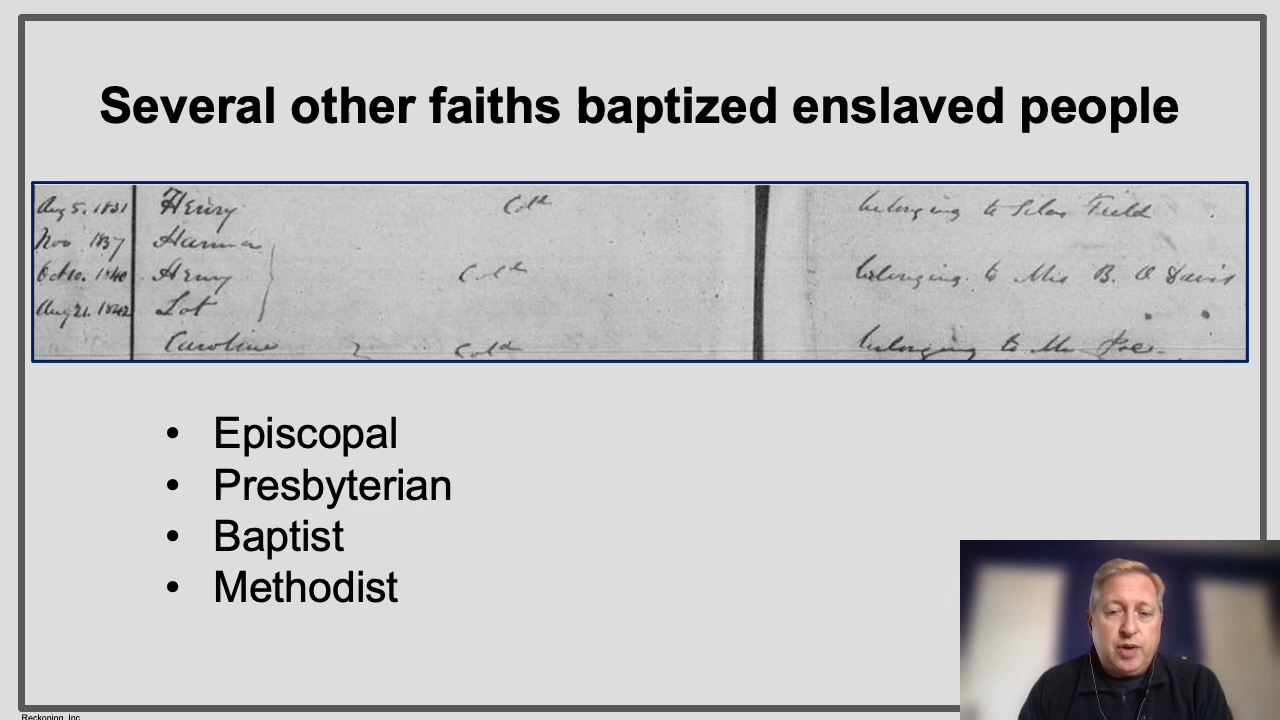 Several other faiths baptized enslaved people
Aug 5. 1831 Henry Cold belonging to Silas Field
Nov 1837 Hanna
Oct 10. 1840 Henry Cold belonging to B. O Davis
Aug 21. 1842 Lot
Caroline Cold belonging to
• Episcopal
• Presbyterian
• Baptist
• Methodist
Reckoning, Inc.